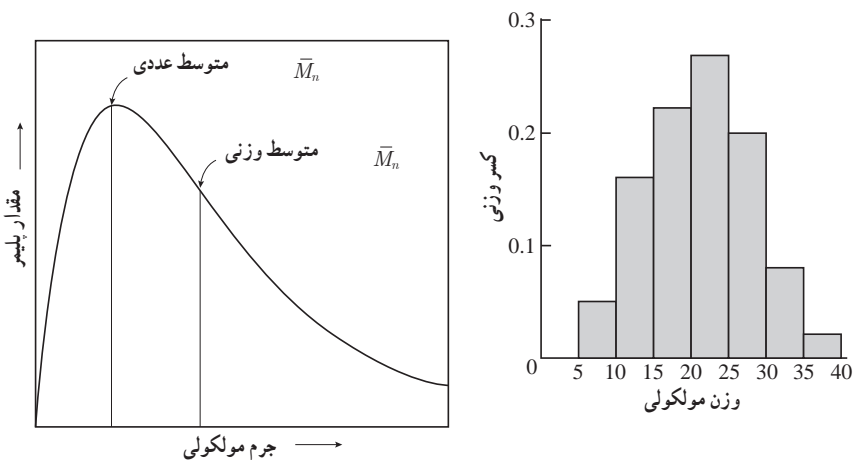 متوسط عددی M̄n
متوسط وزنی M̄n
مقدار پلیمر
جرم مولکولی
0.3
0.2
0.1
0
کسر وزنی
5 10 15 20 25 30 35 40
وزن مولکولی